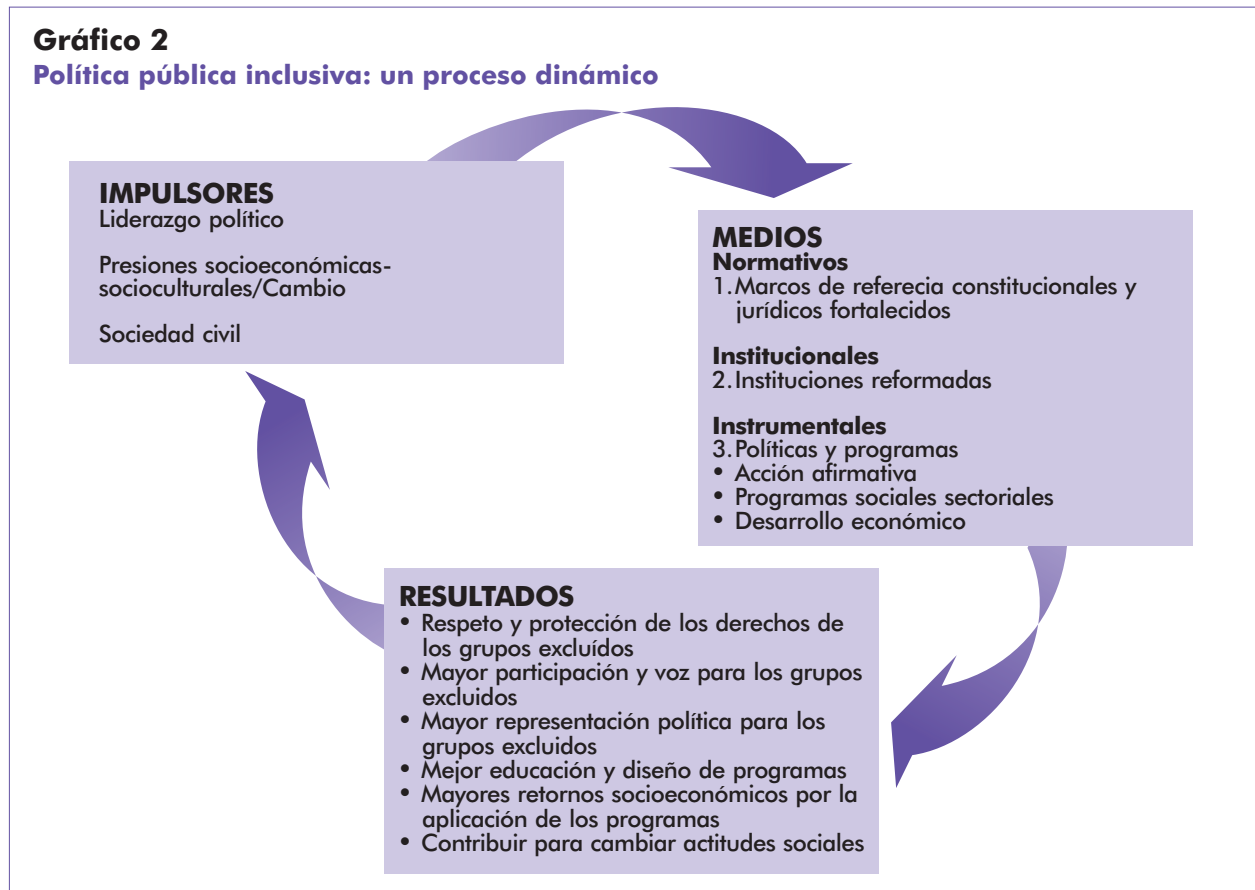 Gráfico 2
Política pública inclusiva: un proceso dinámico
IMPULSORES
Liderazgo político
Presiones socioeconómicas-
socioculturales/Cambio
Sociedad civil
MEDIOS
Normativos
1. Marcos de referecia constitucionales y
jurídicos fortalecidos
Institucionales
2. Instituciones reformadas
Instrumentales
3. Políticas y programas
• Acción afirmativa
• Programas sociales sectoriales
• Desarrollo económico
RESULTADOS
• Respeto y protección de los derechos de
los grupos excluídos
• Mayor participación y voz para los grupos
excluidos
• Mayor representación política para los
grupos excluidos
• Mejor educación y diseño de programas
• Mayores retornos socioeconómicos por la
aplicación de los programas
• Contribuir para cambiar actitudes sociales